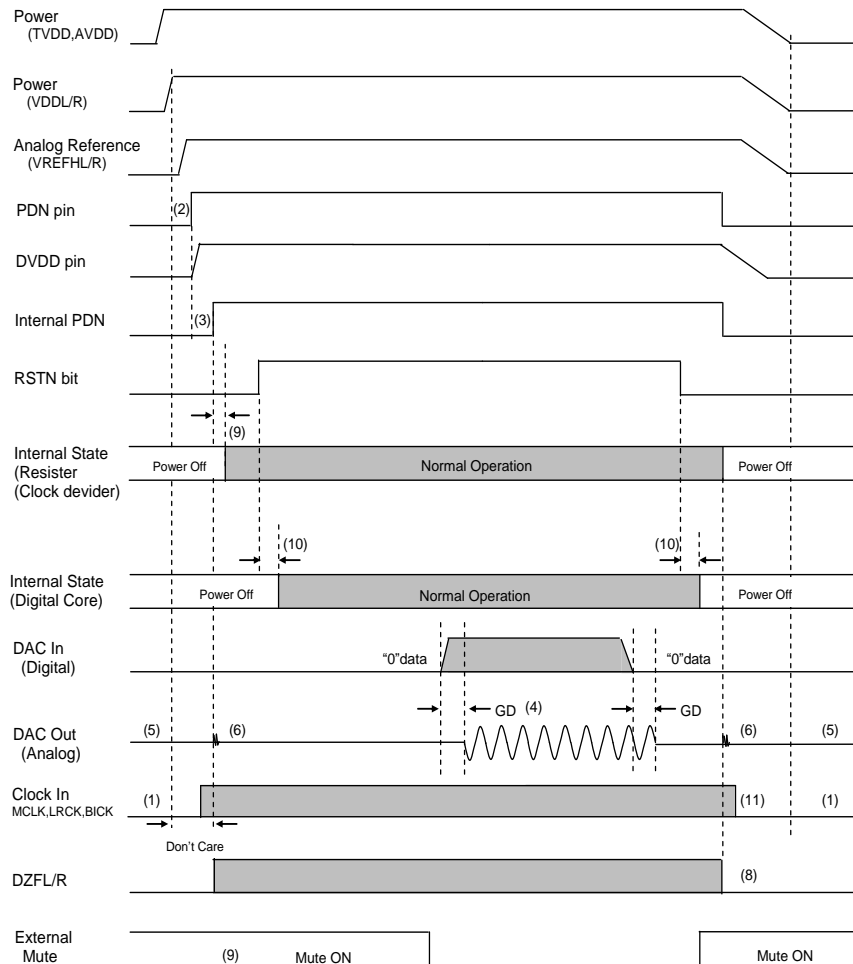 Power
(TVDD,AVDD)
Power
(VDDL/R)
Analog Reference
(VREFHL/R)
PDN pin
(2)
DVDD pin
Internal PDN
(3)
RSTN bit
(9)
Internal State
(Resister
(Clock devider)
Power Off
Normal Operation
Power Off
(10)
(10)
Internal State
(Digital Core)
Power Off
Normal Operation
Power Off
DAC In
(Digital)
“0”data
“0”data
GD
(4)
GD
DAC Out
(Analog)
(5)
(6)
(6)
(5)
Clock In
MCLK,LRCK,BICK
(1)
(11)
(1)
Don’t Care
DZFL/R
(8)
External
Mute
(9)
Mute ON
Mute ON